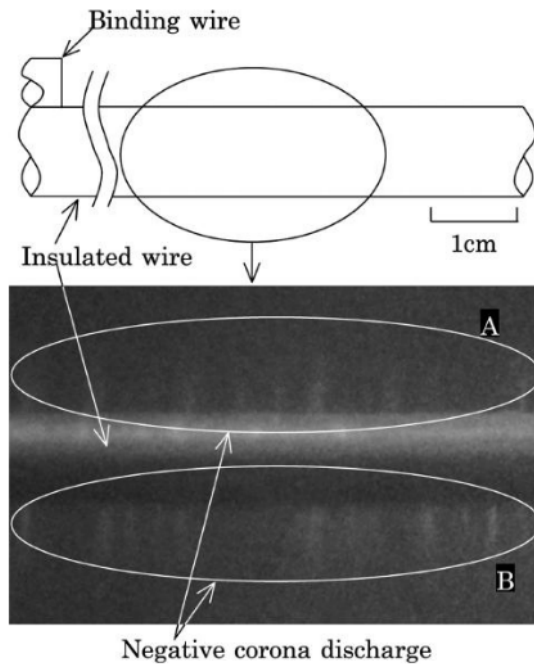 Binding wire
1cm
Insulated wire
A
B
Negative corona discharge